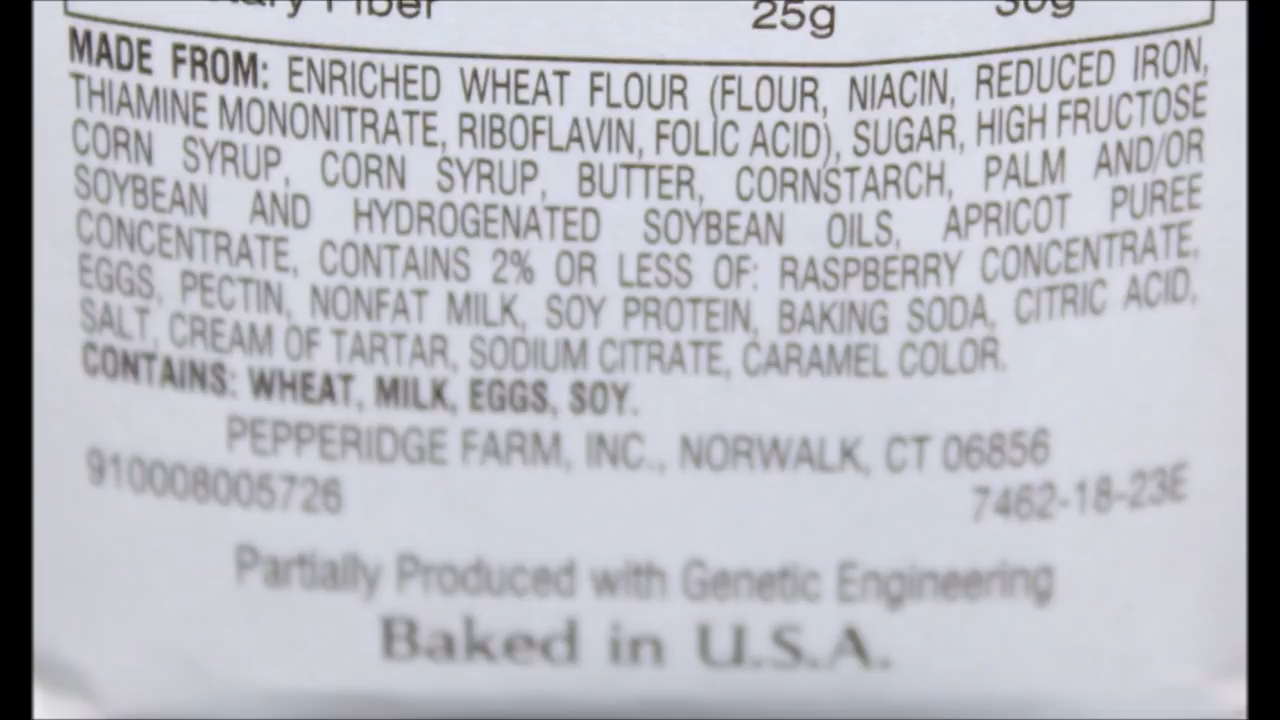 Fiber 25g 30g
MADE FROM: ENRICHED WHEAT FLOUR (FLOUR, NIACIN, REDUCED IRON,
THIAMINE MONONITRATE, RIBOFLAVIN, FOLIC ACID), SUGAR, HIGH FRUCTOSE
CORN SYRUP, CORN SYRUP, BUTTER, CORNSTARCH, PALM AND/OR
SOYBEAN AND HYDROGENATED SOYBEAN OILS, APRICOT PUREE
CONCENTRATE, CONTAINS 2% OR LESS OF: RASPBERRY CONCENTRATE,
EGGS, PECTIN, NONFAT MILK, SOY PROTEIN, BAKING SODA, CITRIC ACID,
SALT, CREAM OF TARTAR, SODIUM CITRATE, CARAMEL COLOR.
CONTAINS: WHEAT, MILK, EGGS, SOY.
PEPPERIDGE FARM, INC., NORWALK, CT 06856
910008005726 7462-18-23E
Partially Produced with Genetic Engineering
Baked in U.S.A.